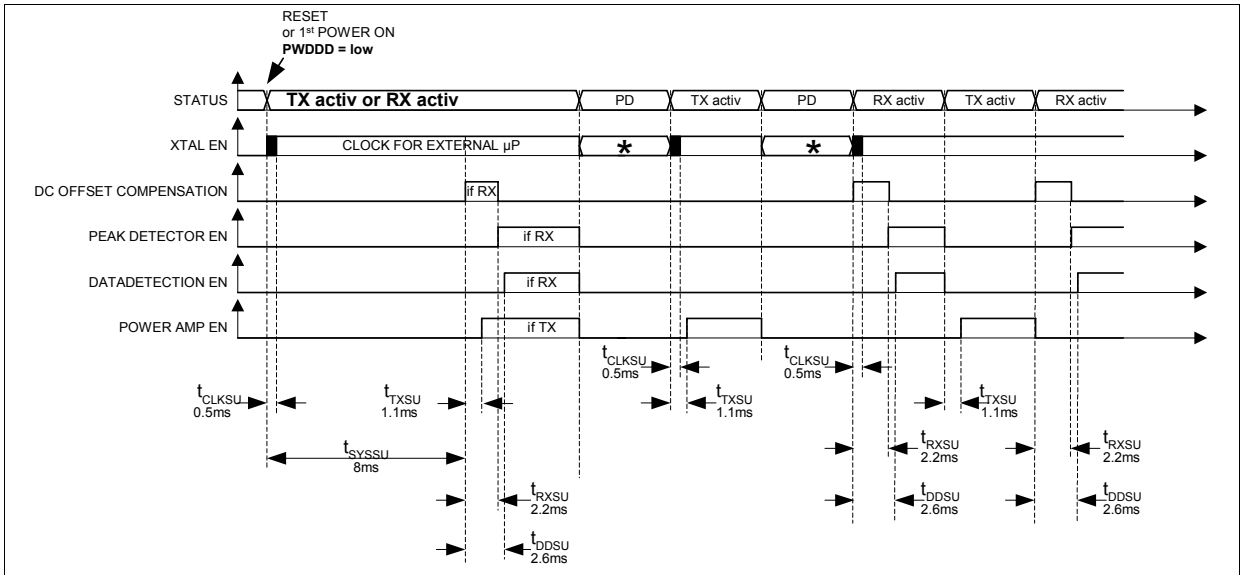 RESET
or 1st POWER ON
PWDDD = low
STATUS
TX activ or RX activ
PD
TX activ
PD
RX activ
TX activ
RX activ
XTAL EN
CLOCK FOR EXTERNAL µP
*
*
DC OFFSET COMPENSATION
if RX
PEAK DETECTOR EN
if RX
DATADETECTION EN
if RX
POWER AMP EN
if TX
tCLKSU
0.5ms
tCLKSU
0.5ms
tCLKSU
0.5ms
tTXSU
1.1ms
tTXSU
1.1ms
tTXSU
1.1ms
tSYSSU
8ms
tRXSU
2.2ms
tRXSU
2.2ms
tRXSU
2.2ms
tDDSU
2.6ms
tDDSU
2.6ms
tDDSU
2.6ms